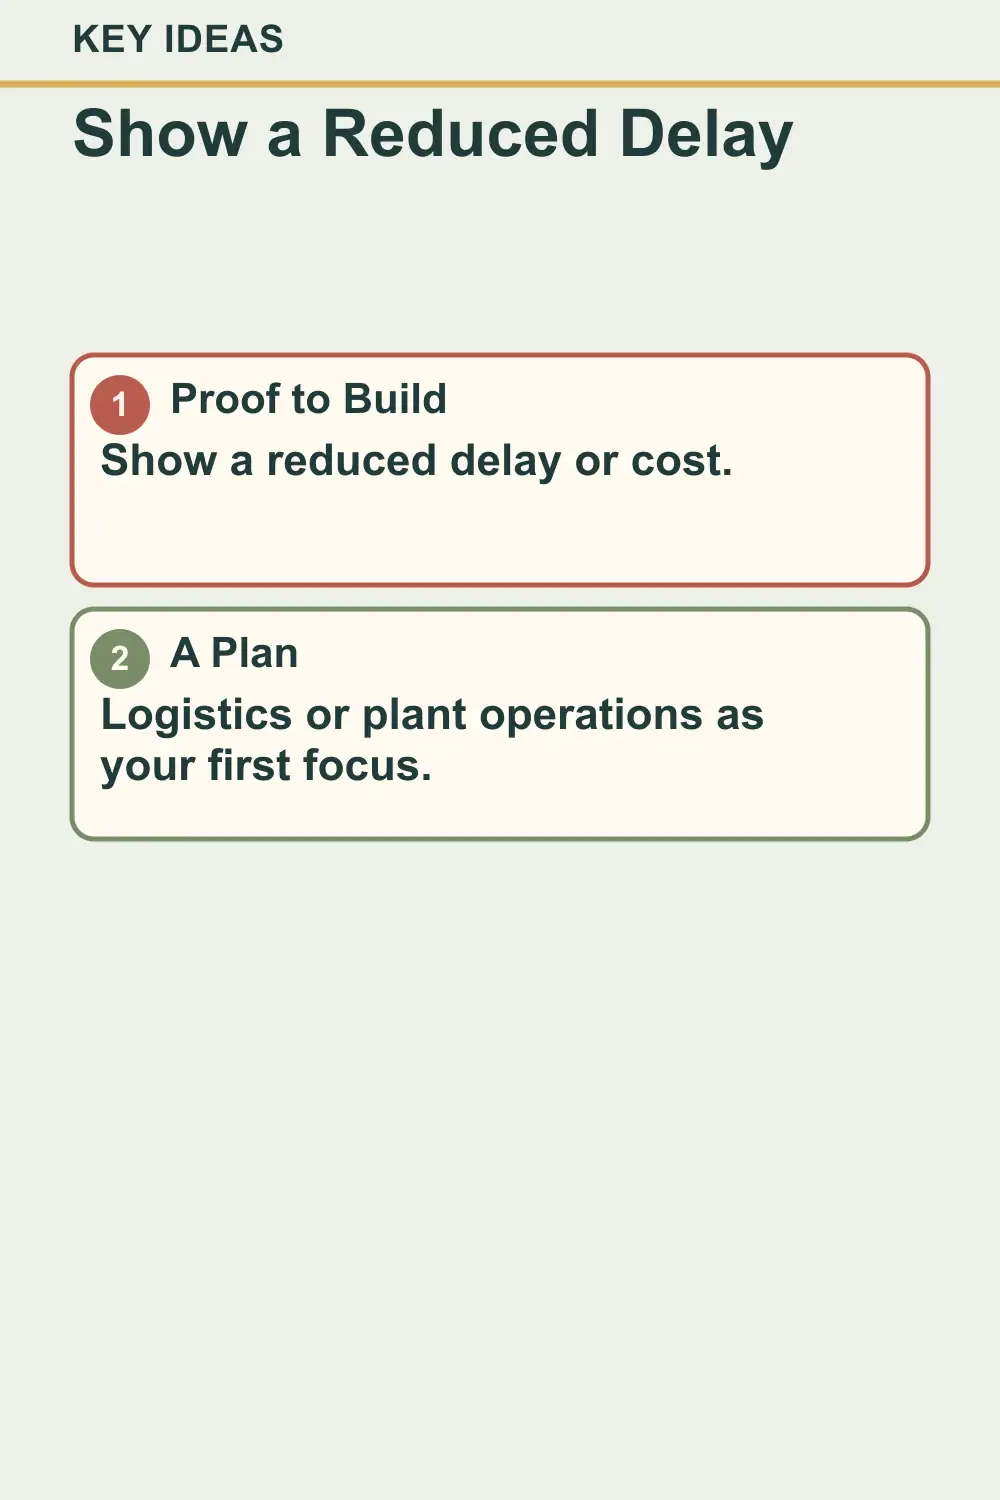 KEY IDEAS
Show a Reduced Delay
1 Proof to Build
Show a reduced delay or cost.
2 A Plan
Logistics or plant operations as
your first focus.